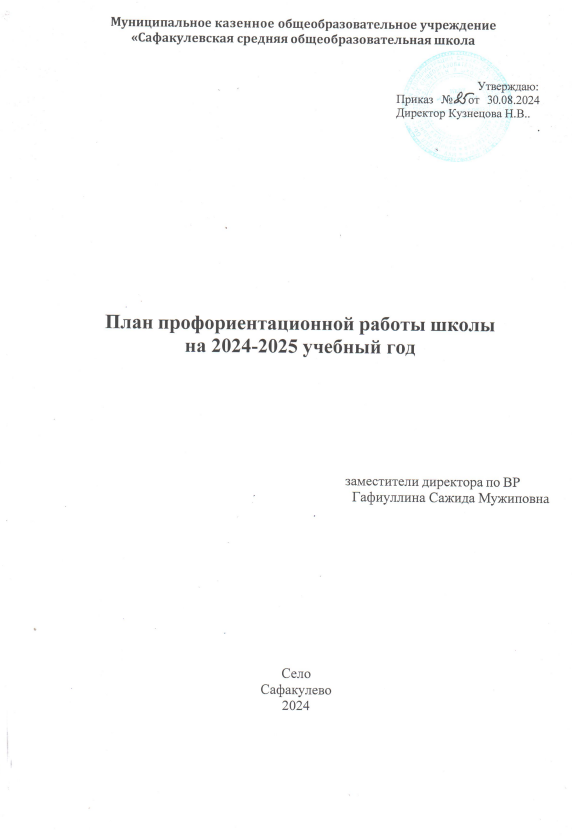 Муниципальное казенное общеобразовательное учреждение
«Сафакулевская средняя общеобразовательная школа
Утверждаю:
Приказ № от 30.08.2024
Директор Кузнецова Н.В..
План профориентационной работы школы
на 2024-2025 учебный год
заместители директора по ВР
Гафиуллина Сажида Мужиповна
Село
Сафакулево
2024